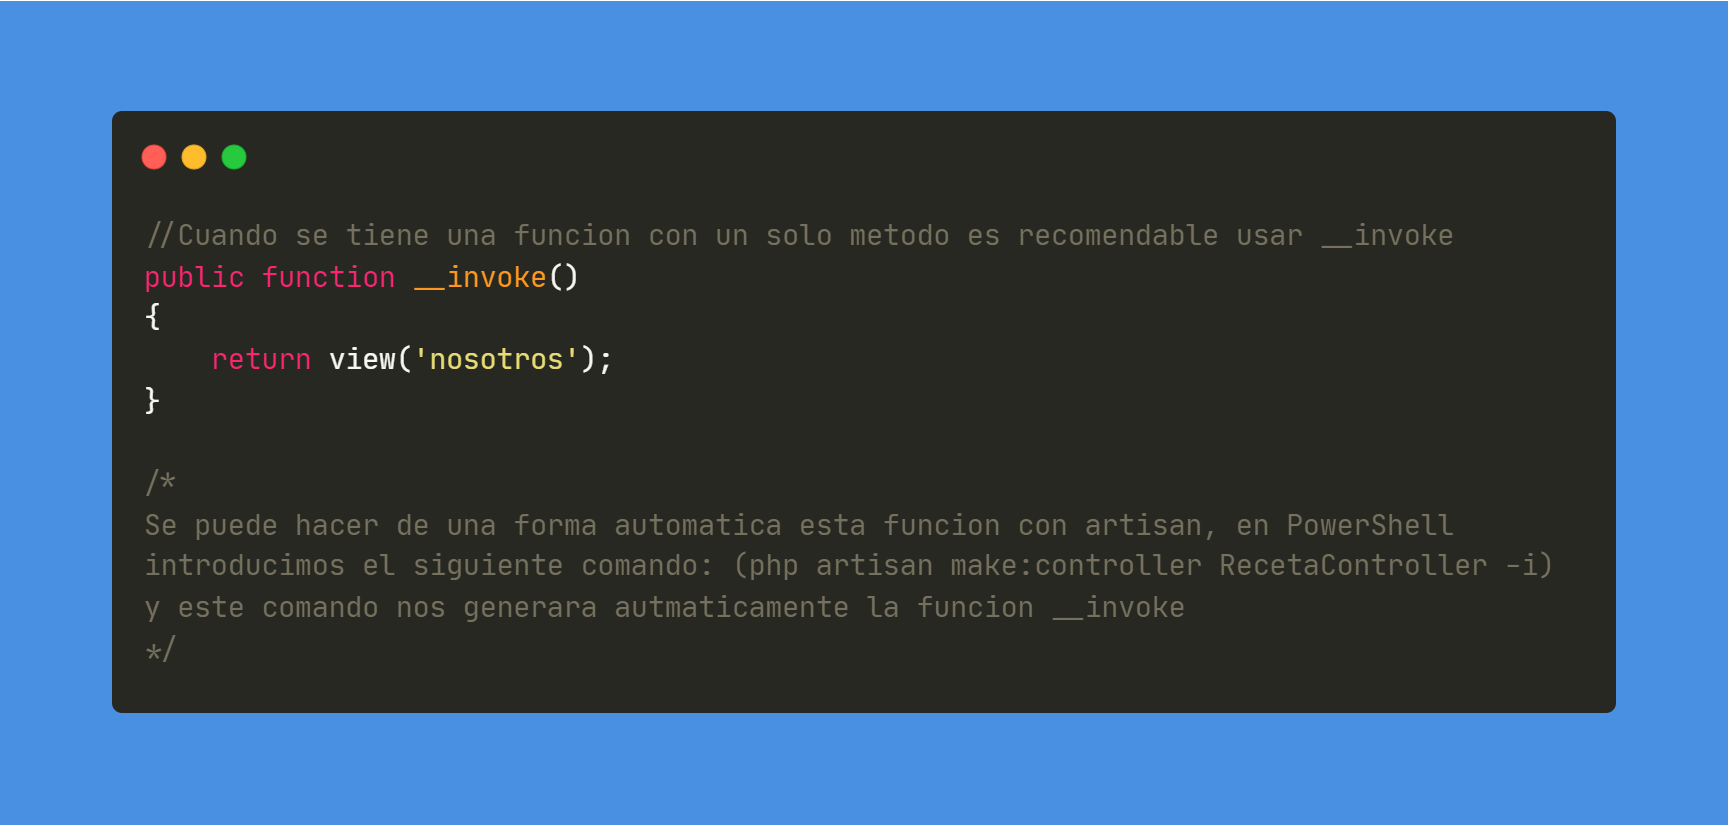 //Cuando se tiene una funcion con un solo metodo es recomendable usar __invoke
public function __invoke()
{
    return view('nosotros');
}
/*
Se puede hacer de una forma automatica esta funcion con artisan, en PowerShell
introducimos el siguiente comando: (php artisan make:controller RecetaController -i)
y este comando nos generara autmaticamente la funcion __invoke
*/